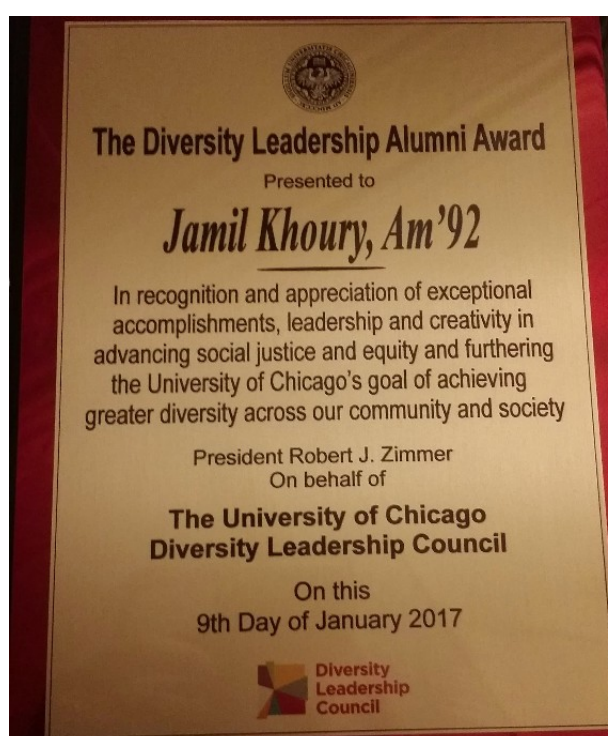 The Diversity Leadership Alumni Award
Presented to
Jamil Khoury, Am'92
In recognition and appreciation of exceptional
accomplishments, leadership and creativity in
advancing social justice and equity and furthering
the University of Chicago's goal of achieving
greater diversity across our community and society
President Robert J. Zimmer
On behalf of
The University of Chicago
Diversity Leadership Council
On this
9th Day of January 2017
Diversity
Leadership
Council